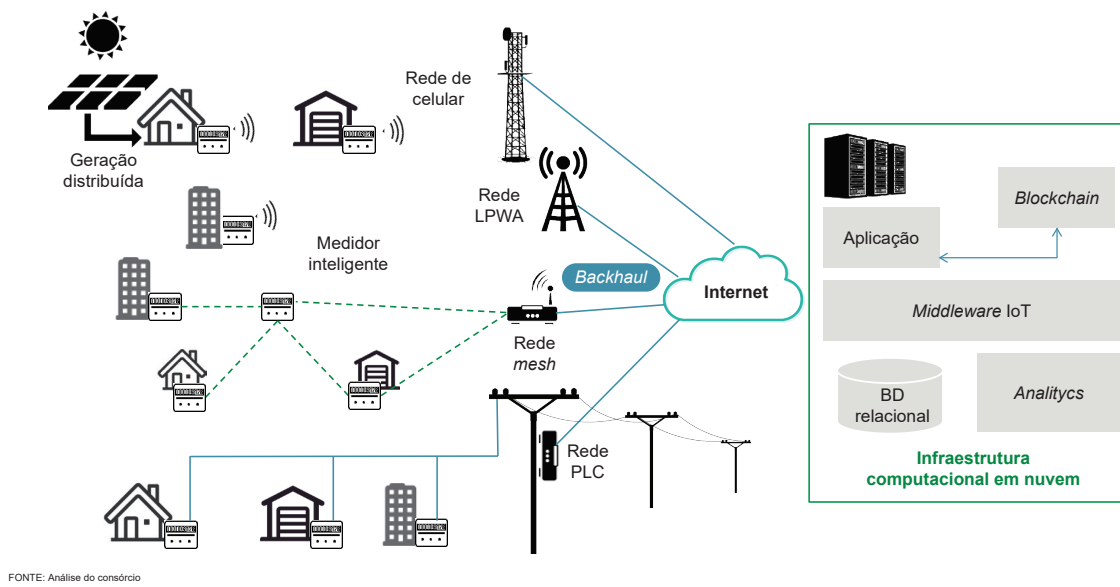 Rede de
celular
Geração
distribuída
Rede
LPWA
Medidor
inteligente
Backhaul
Internet
Rede
mesh
Rede
PLC
Blockchain
Aplicação
Middleware IoT
BD
relacional
Analitycs
Infraestrutura
computacional em nuvem
FONTE: Análise do consórcio